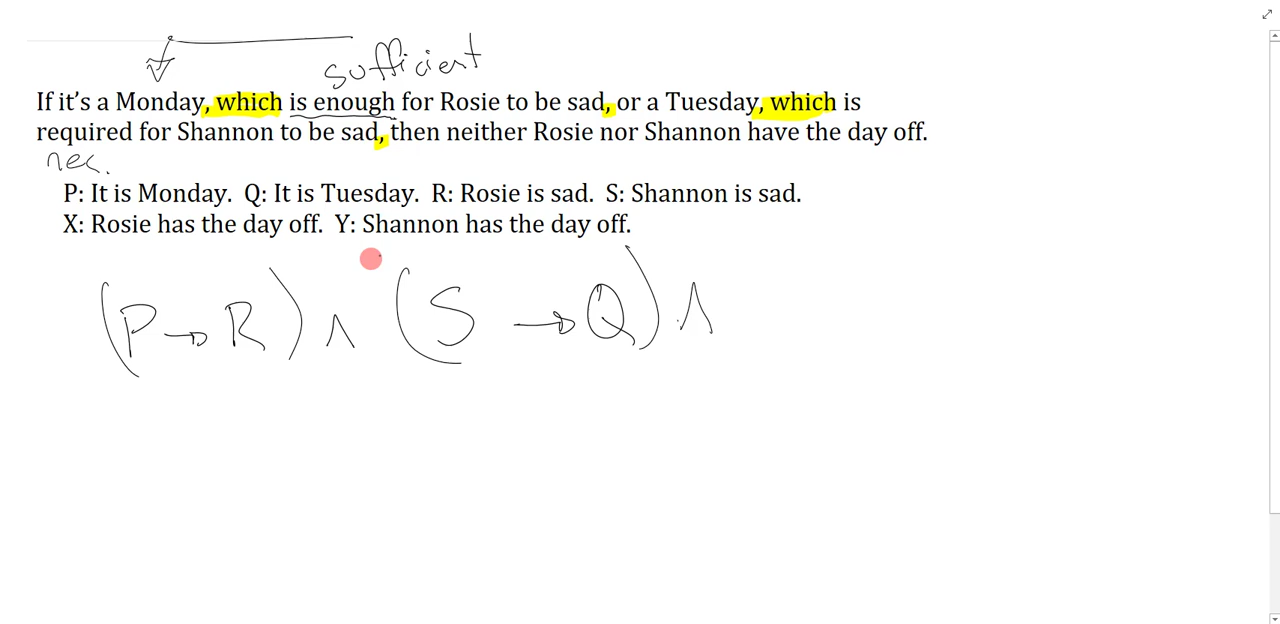 sufficient
If it's a Monday, which is enough for Rosie to be sad, or a Tuesday, which is
required for Shannon to be sad, then neither Rosie nor Shannon have the day off.
nec.
P: It is Monday. Q: It is Tuesday. R: Rosie is sad. S: Shannon is sad.
X: Rosie has the day off. Y: Shannon has the day off.
(P → R) ∧ (S → Q) ∧